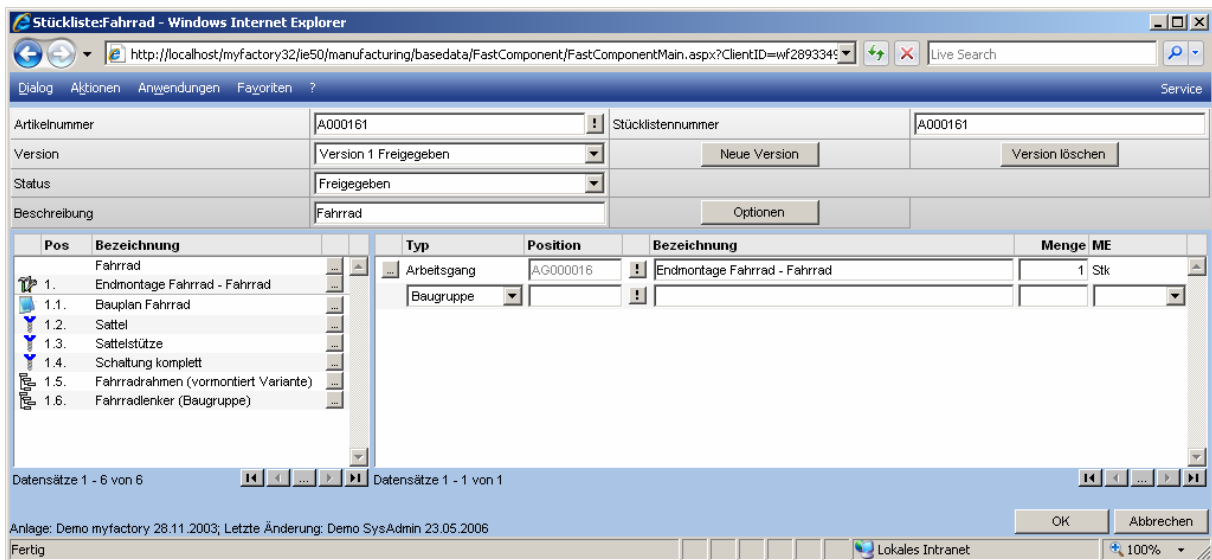 Stückliste:Fahrrad - Windows Internet Explorer
http://localhost/myfactory32/ie50/manufacturing/basedata/FastComponent/FastComponentMain.aspx?ClientID=wf2893349 Live Search
Dialog Aktionen Anwendungen Favoriten ? Service
Artikelnummer A000161 ! Stücklistennummer A000161
Version Version 1 Freigegeben Neue Version Version löschen
Status Freigegeben
Beschreibung Fahrrad Optionen
Pos Bezeichnung Typ Position Bezeichnung Menge ME
Fahrrad ... ... Arbeitsgang AG000016 ! Endmontage Fahrrad - Fahrrad 1 Stk
1. Endmontage Fahrrad - Fahrrad ... Baugruppe !
1.1. Bauplan Fahrrad ...
1.2. Sattel ...
1.3. Sattelstütze ...
1.4. Schaltung komplett ...
1.5. Fahrradrahmen (vormontiert Variante) ...
1.6. Fahrradlenker (Baugruppe) ...
Datensätze 1 - 6 von 6 ... Datensätze 1 - 1 von 1 ...
Anlage: Demo myfactory 28.11.2003; Letzte Änderung: Demo SysAdmin 23.05.2006 OK Abbrechen
Fertig Lokales Intranet 100%